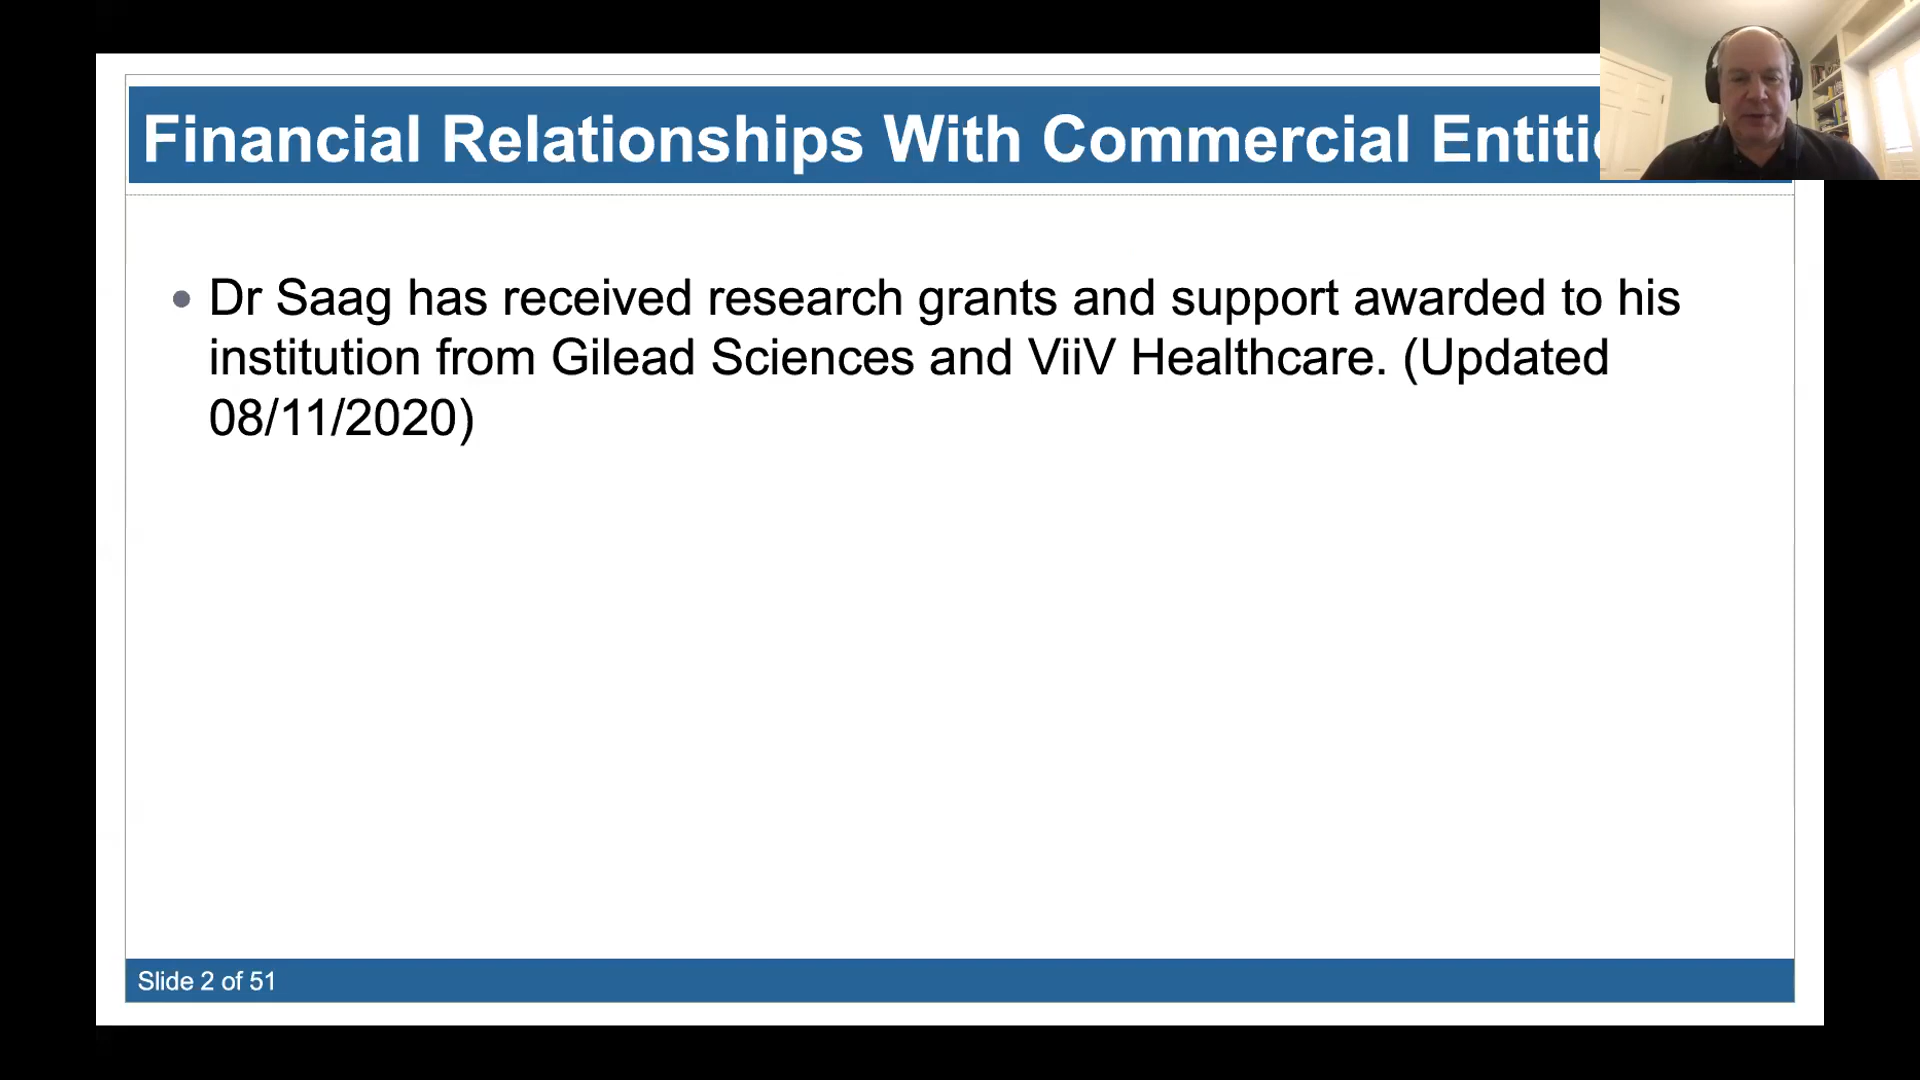 Financial Relationships With Commercial Entiti
• Dr Saag has received research grants and support awarded to his
institution from Gilead Sciences and ViiV Healthcare. (Updated
08/11/2020)
Slide 2 of 51